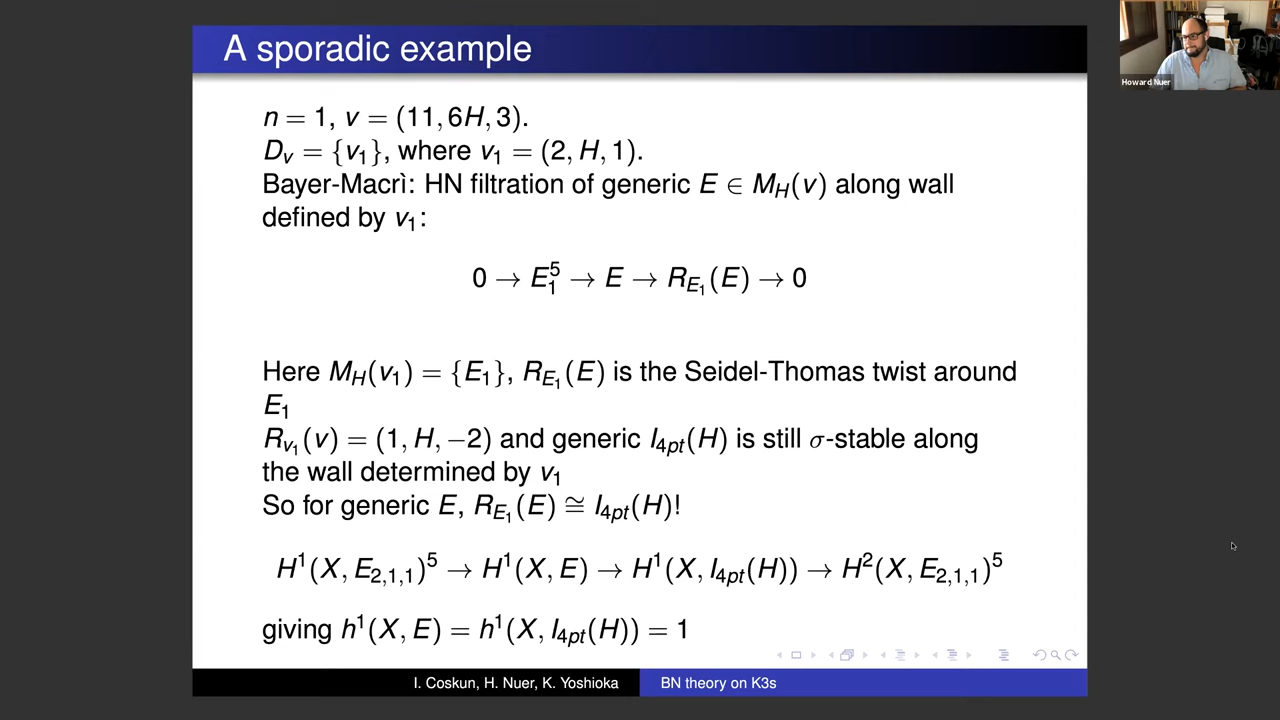 A sporadic example
Howard Nuer
n = 1, v = (11, 6H, 3).
D_v = {v_1}, where v_1 = (2, H, 1).
Bayer-Macrì: HN filtration of generic E ∈ M_H(v) along wall
defined by v_1:
0 → E_1^5 → E → R_{E_1}(E) → 0
Here M_H(v_1) = {E_1}, R_{E_1}(E) is the Seidel-Thomas twist around
E_1
R_{v_1}(v) = (1, H, −2) and generic I_{4pt}(H) is still σ-stable along
the wall determined by v_1
So for generic E, R_{E_1}(E) ≅ I_{4pt}(H)!
H^1(X, E_{2,1,1})^5 → H^1(X, E) → H^1(X, I_{4pt}(H)) → H^2(X, E_{2,1,1})^5
giving h^1(X, E) = h^1(X, I_{4pt}(H)) = 1
I. Coskun, H. Nuer, K. Yoshioka
BN theory on K3s